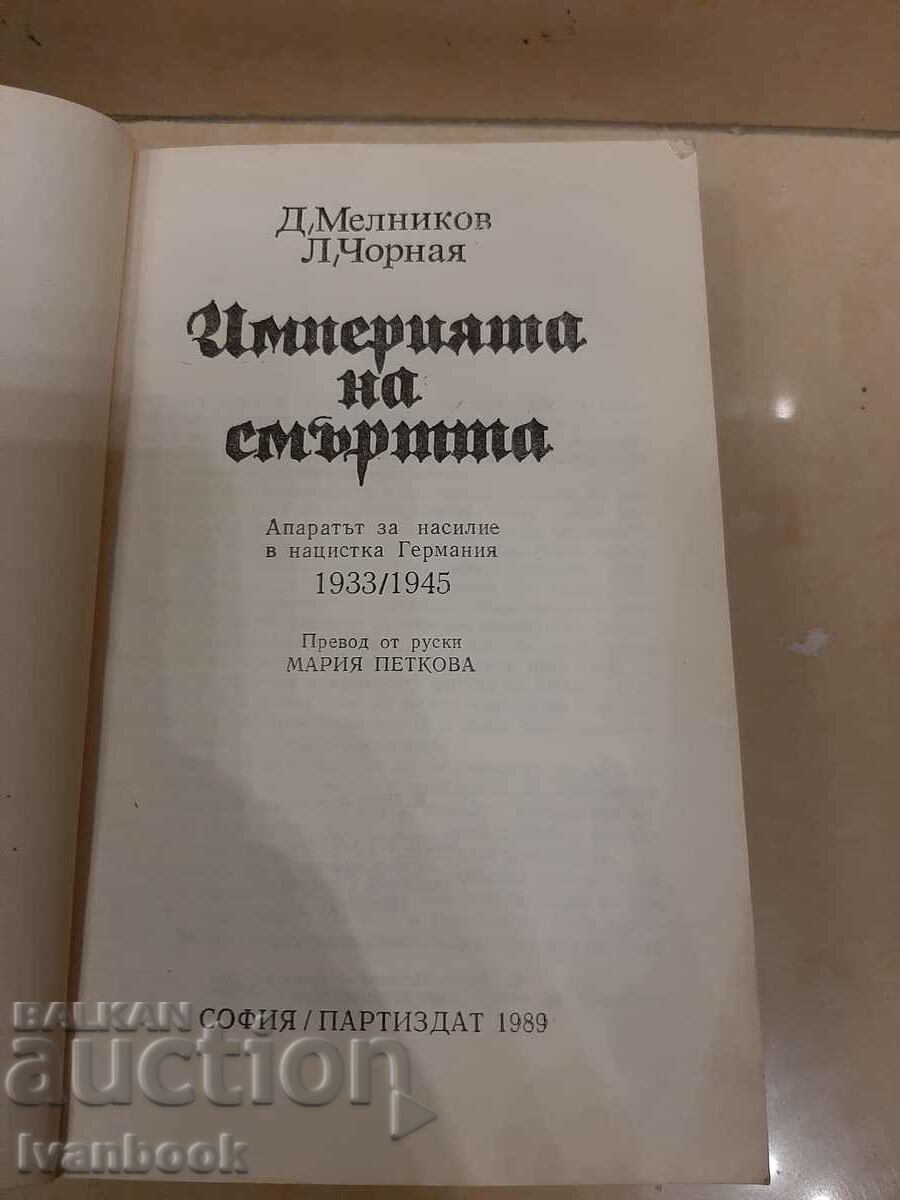 Д. Мелников
Л. Чорная
Империята
на
смъртта
Апаратът за насилие
в нацистка Германия
1933/1945
Превод от руски
МАРИЯ ПЕТКОВА
СОФИЯ / ПАРТИЗДАТ 1989
BALKAN
auction
Ivanbook